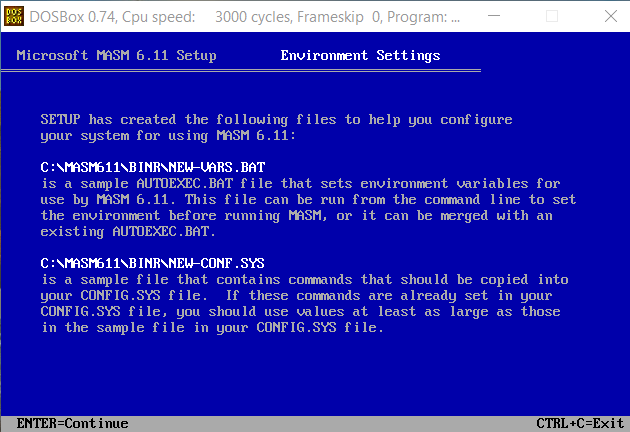 DOS BOX
DOSBox 0.74, Cpu speed: 3000 cycles, Frameskip 0, Program: ...
Microsoft MASM 6.11 Setup Environment Settings
SETUP has created the following files to help you configure
your system for using MASM 6.11:
C:\MASM611\BINR\NEW-VARS.BAT
is a sample AUTOEXEC.BAT file that sets environment variables for
use by MASM 6.11. This file can be run from the command line to set
the environment before running MASM, or it can be merged with an
existing AUTOEXEC.BAT.
C:\MASM611\BINR\NEW-CONF.SYS
is a sample file that contains commands that should be copied into
your CONFIG.SYS file. If these commands are already set in your
CONFIG.SYS file, you should use values at least as large as those
in the sample file in your CONFIG.SYS file.
ENTER=Continue CTRL+C=Exit